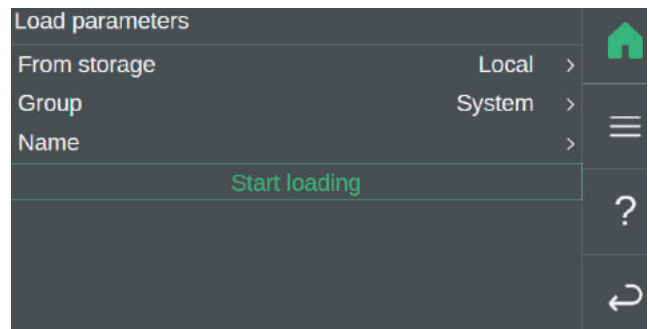 Load parameters
From storage Local >
Group System >
Name >
Start loading
?